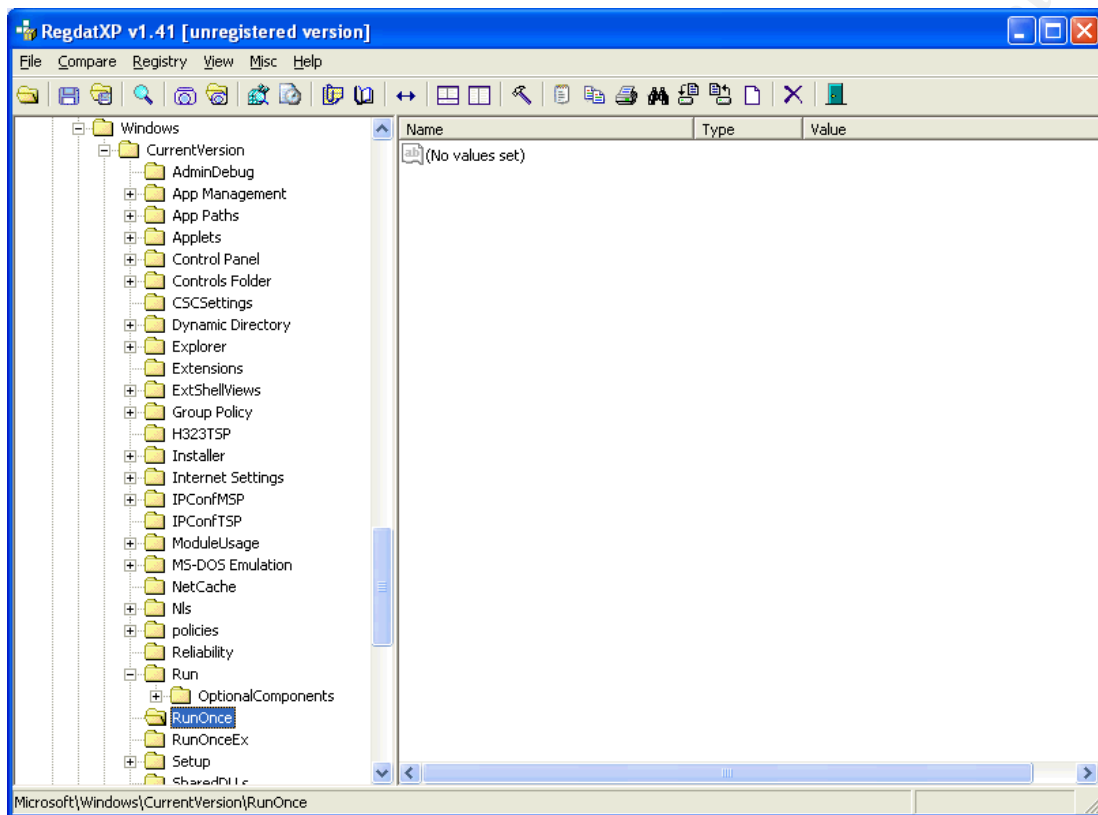 RegdatXP v1.41 [unregistered version]
File Compare Registry View Misc Help
Windows
CurrentVersion
AdminDebug
App Management
App Paths
Applets
Control Panel
Controls Folder
CSCSettings
Dynamic Directory
Explorer
Extensions
ExtShellViews
Group Policy
H323TSP
Installer
Internet Settings
IPConfMSP
IPConfTSP
ModuleUsage
MS-DOS Emulation
NetCache
Nls
policies
Reliability
Run
OptionalComponents
RunOnce
RunOnceEx
Setup
SharedDLLs
Name Type Value
ab (No values set)
Microsoft\Windows\CurrentVersion\RunOnce